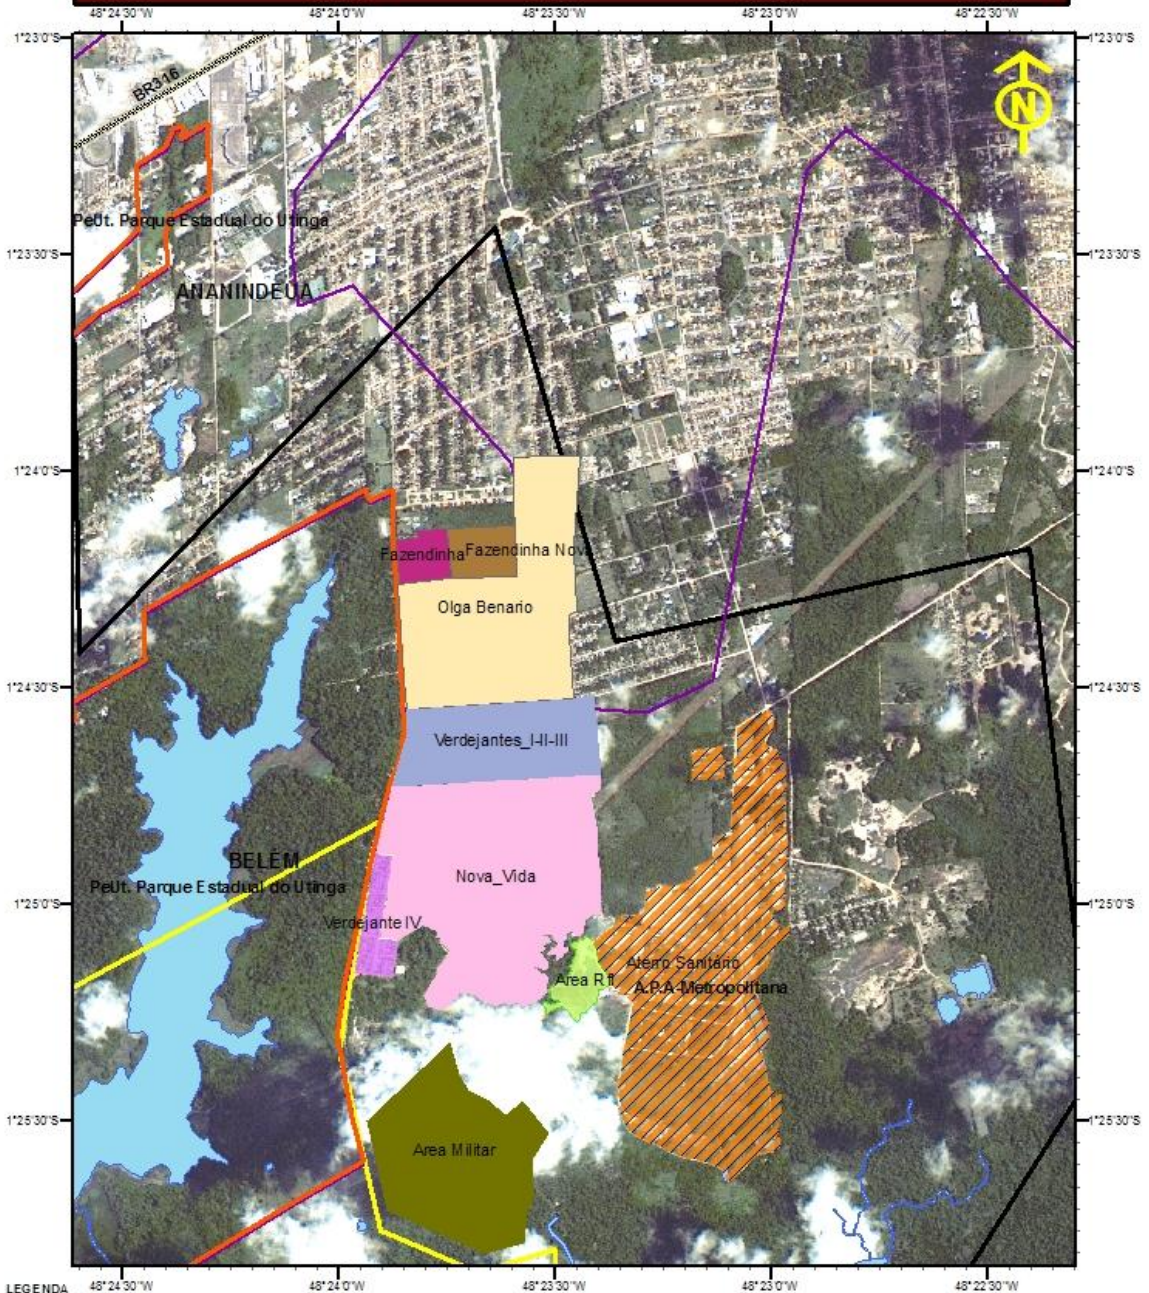 48°24'30"W 48°24'0"W 48°23'30"W 48°23'0"W 48°22'30"W
1°23'0"S 1°23'0"S
BR316
N
PeUt. Parque Estadual do Utinga
1°23'30"S 1°23'30"S
ANANINDEUA
1°24'0"S 1°24'0"S
Fazendinha Fazendinha Nova
Olga Benario
1°24'30"S 1°24'30"S
Verdejantes_I-II-III
BELÉM
Nova_Vida
PeUt. Parque Estadual do Utinga
1°25'0"S 1°25'0"S
Verdejante IV
Aterro Sanitário
Area Rfl
A.P.A-Metropolitana
1°25'30"S 1°25'30"S
Area Militar
48°24'30"W 48°24'0"W 48°23'30"W 48°23'0"W 48°22'30"W
LEGENDA